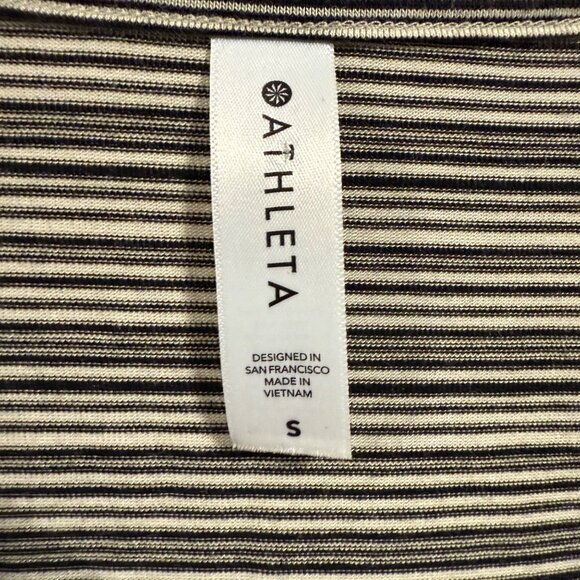 ATHLETA
DESIGNED IN
SAN FRANCISCO
MADE IN
VIETNAM
S